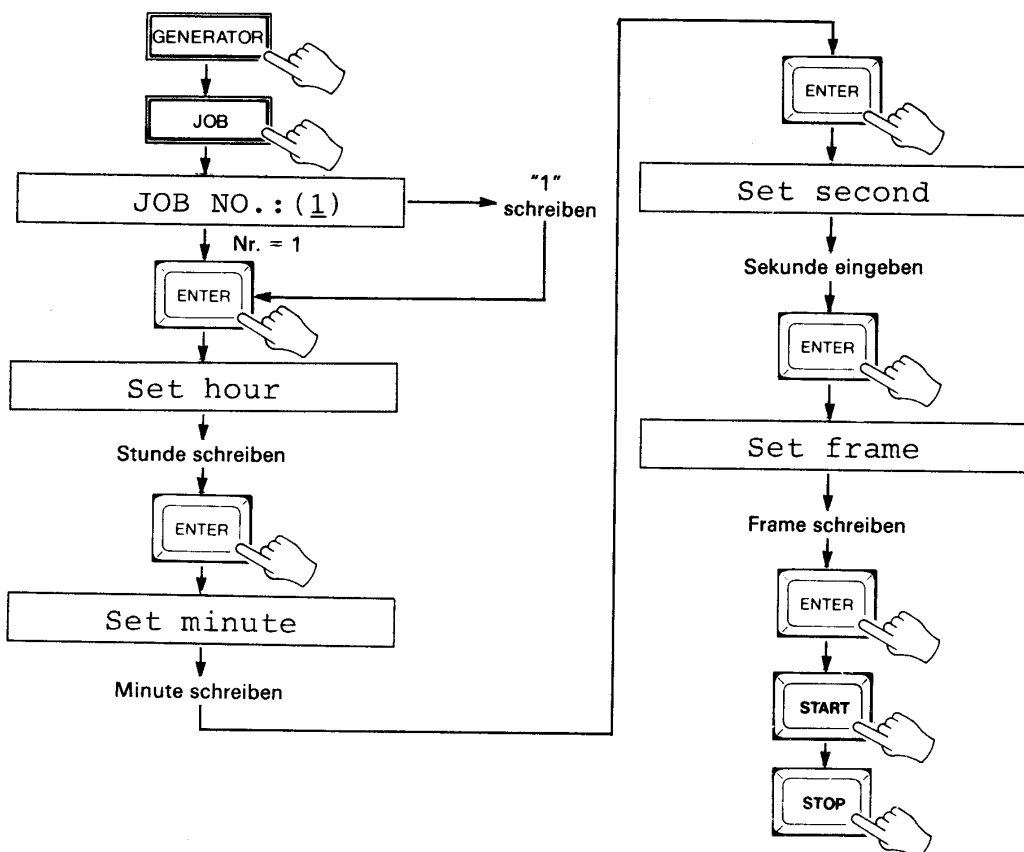 GENERATOR
JOB
JOB NO.:(1)
"1"
schreiben
Nr. = 1
ENTER
Set hour
Stunde schreiben
ENTER
Set minute
Minute schreiben
ENTER
Set second
Sekunde eingeben
ENTER
Set frame
Frame schreiben
ENTER
START
STOP